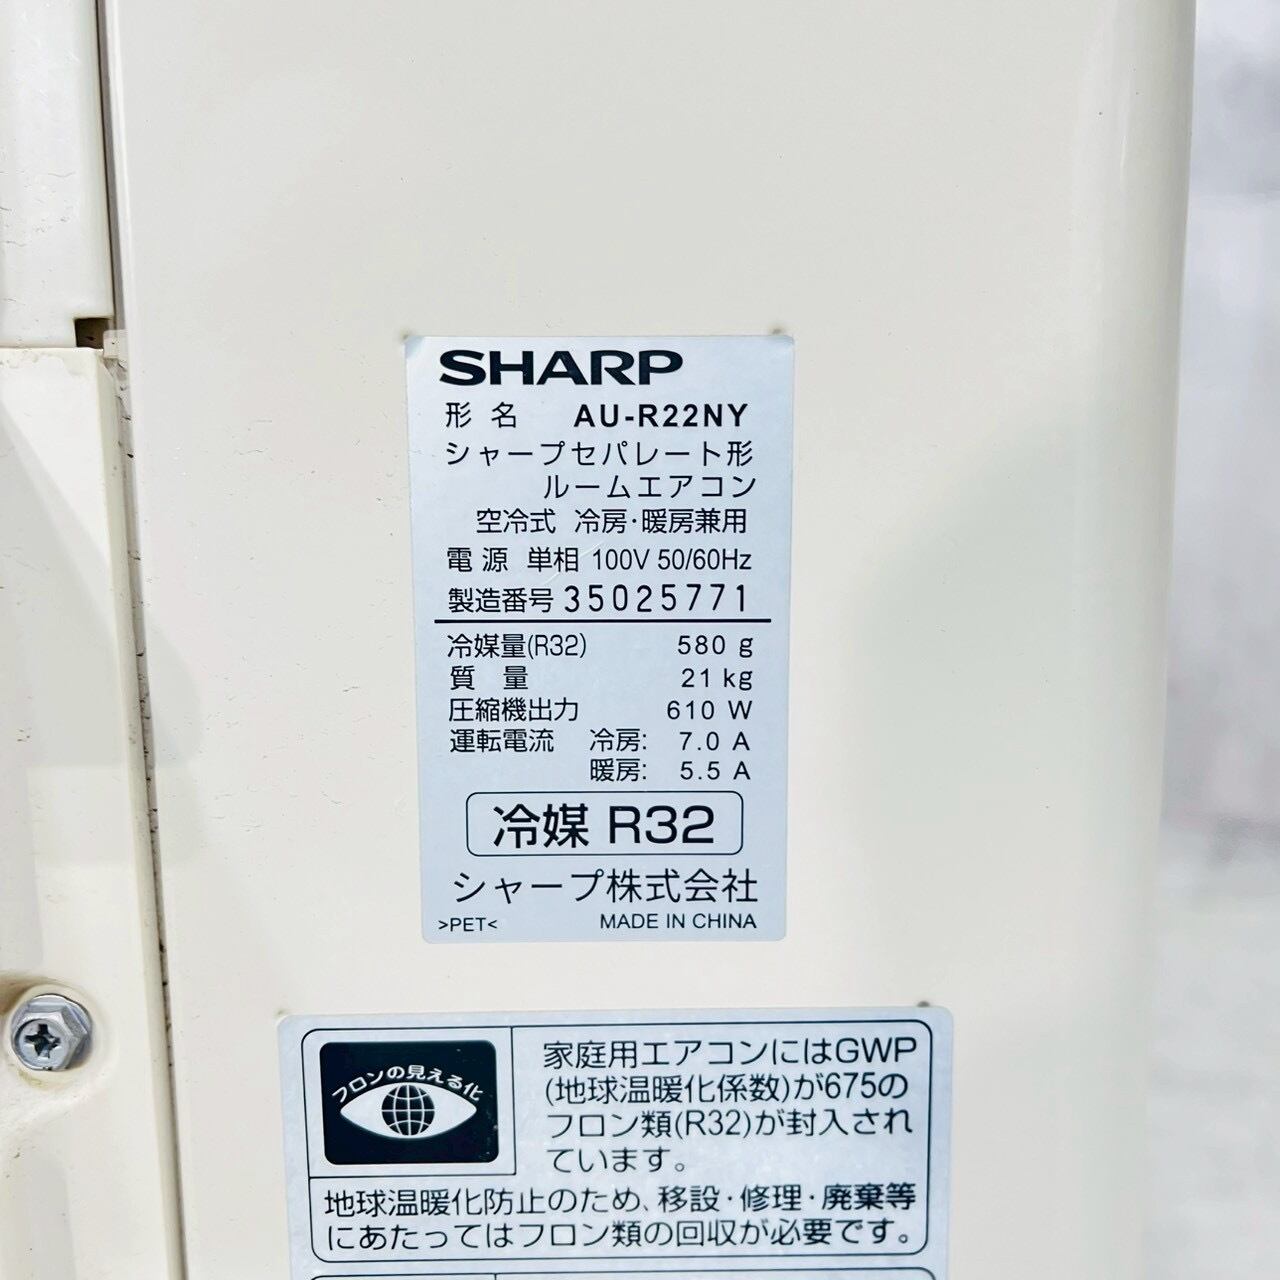 SHARP
形名 AU-R22NY
シャープセパレート形
ルームエアコン
空冷式 冷房・暖房兼用
電源 単相 100V 50/60Hz
製造番号 35025771
冷媒量(R32) 580 g
質量 21 kg
圧縮機出力 610 W
運転電流 冷房: 7.0 A
暖房: 5.5 A
冷媒 R32
シャープ株式会社
>PET< MADE IN CHINA
フロンの見える化
家庭用エアコンにはGWP
(地球温暖化係数)が675の
フロン類(R32)が封入され
ています。
地球温暖化防止のため、移設・修理・廃棄等
にあたってはフロン類の回収が必要です。